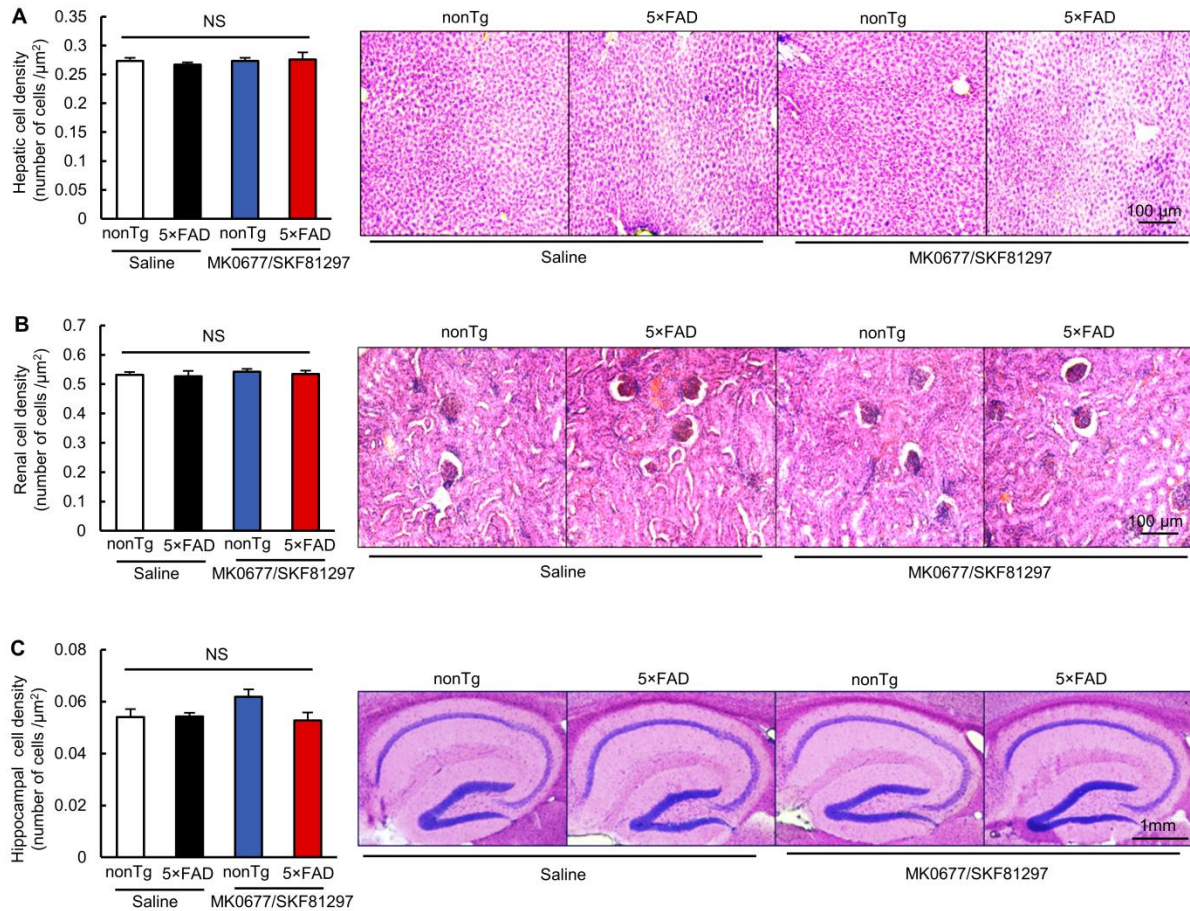 A
Hepatic cell density
(number of cells /µm²)
0.35
0.3
0.25
0.2
0.15
0.1
0.05
0
NS
nonTg 5×FAD nonTg 5×FAD
Saline MK0677/SKF81297
nonTg 5×FAD nonTg 5×FAD
100 µm
Saline MK0677/SKF81297
B
Renal cell density
(number of cells /µm²)
0.7
0.6
0.5
0.4
0.3
0.2
0.1
0
NS
nonTg 5×FAD nonTg 5×FAD
Saline MK0677/SKF81297
nonTg 5×FAD nonTg 5×FAD
100 µm
Saline MK0677/SKF81297
C
Hippocampal cell density
(number of cells /µm²)
0.08
0.06
0.04
0.02
0
NS
nonTg 5×FAD nonTg 5×FAD
Saline MK0677/SKF81297
nonTg 5×FAD nonTg 5×FAD
1mm
Saline MK0677/SKF81297